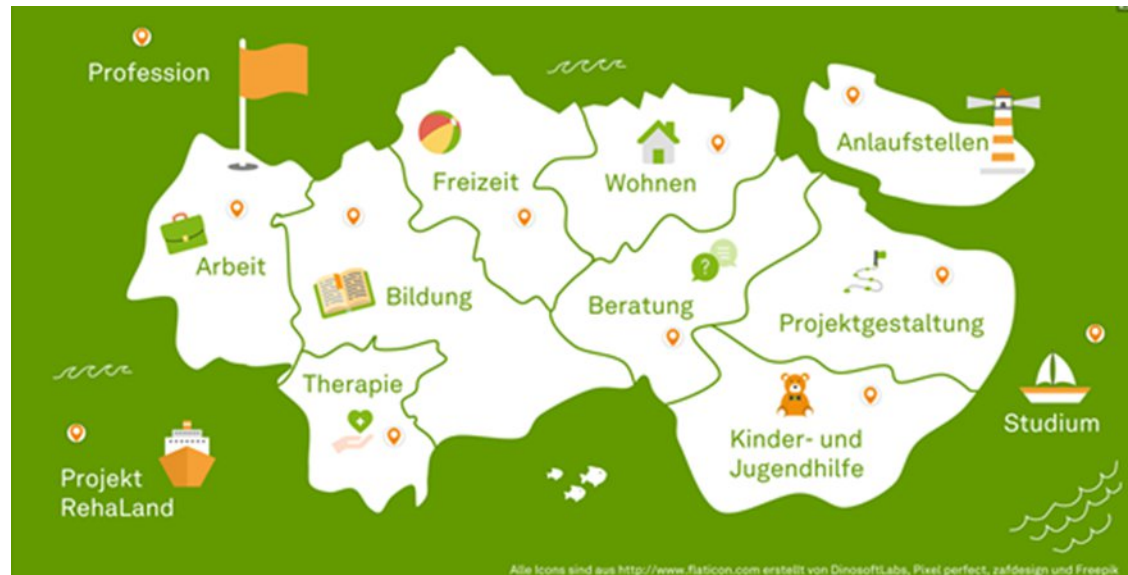 Profession
Anlaufstellen
Freizeit
Wohnen
Arbeit
Bildung
Beratung
Projektgestaltung
Therapie
Studium
Kinder- und
Jugendhilfe
Projekt
RehaLand
Alle Icons sind aus http://www.flaticon.com erstellt von DinosoftLabs, Pixel perfect, zafdesign und Freepik